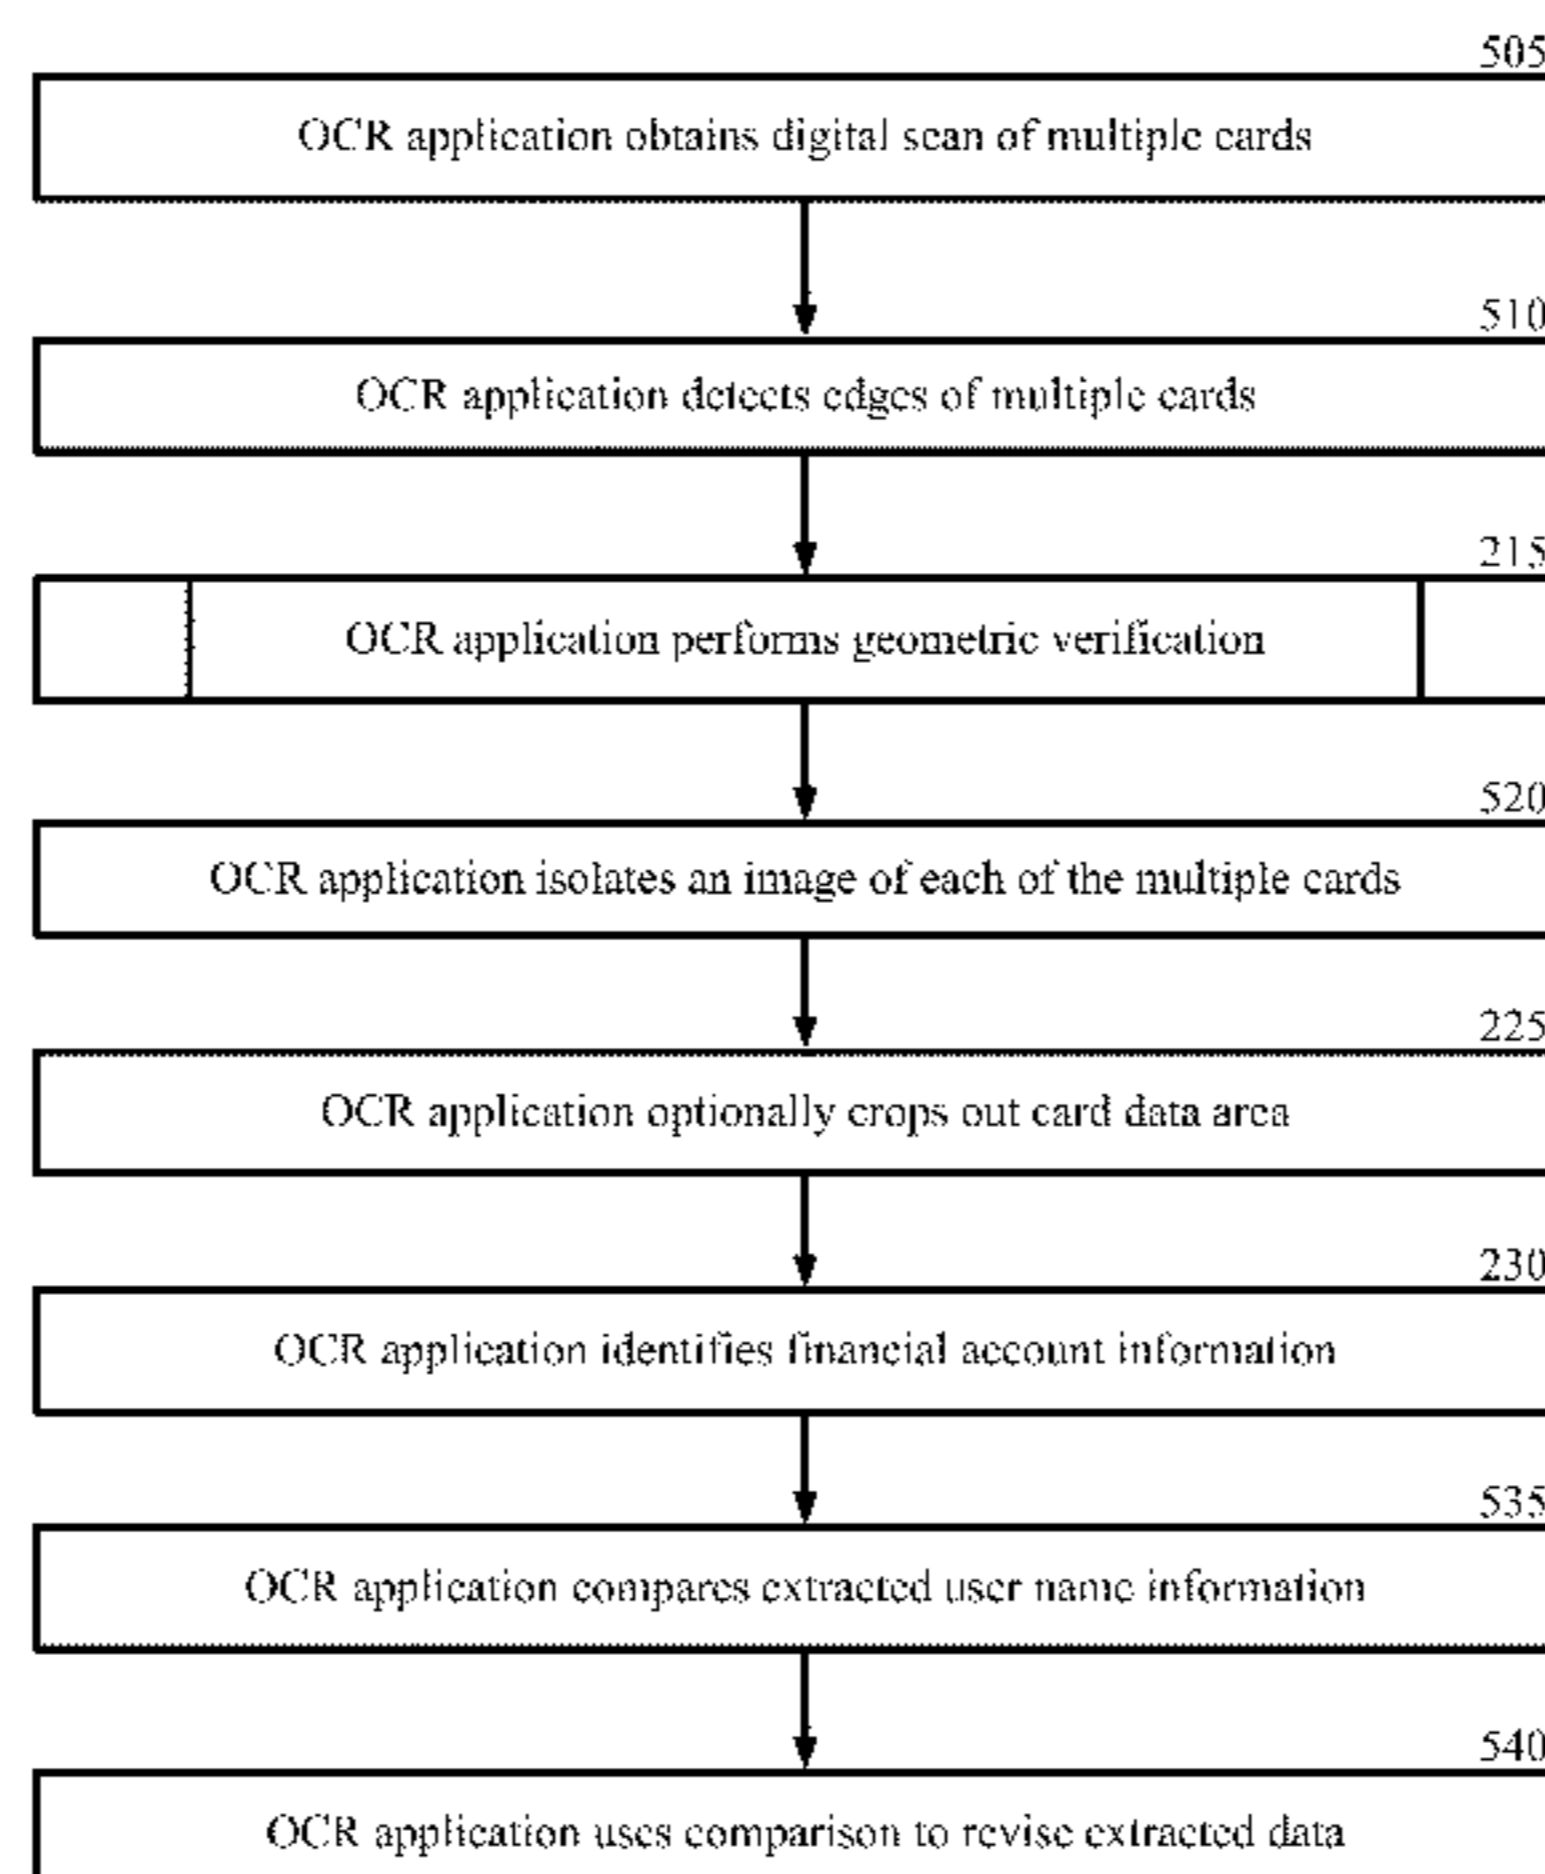 505
OCR application obtains digital scan of multiple cards
510
OCR application detects edges of multiple cards
215
OCR application performs geometric verification
520
OCR application isolates an image of each of the multiple cards
225
OCR application optionally crops out card data area
230
OCR application identifies financial account information
535
OCR application compares extracted user name information
540
OCR application uses comparison to revise extracted data